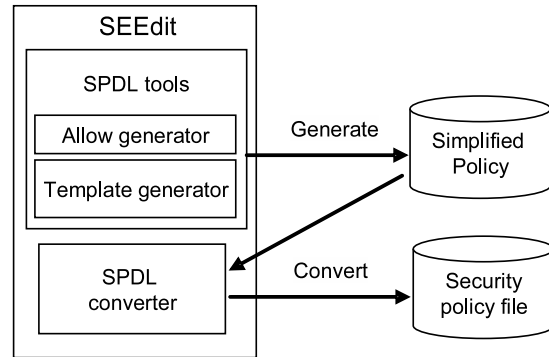 SEEdit
SPDL tools
Allow generator
Template generator
Generate
Simplified
Policy
SPDL
converter
Convert
Security
policy file